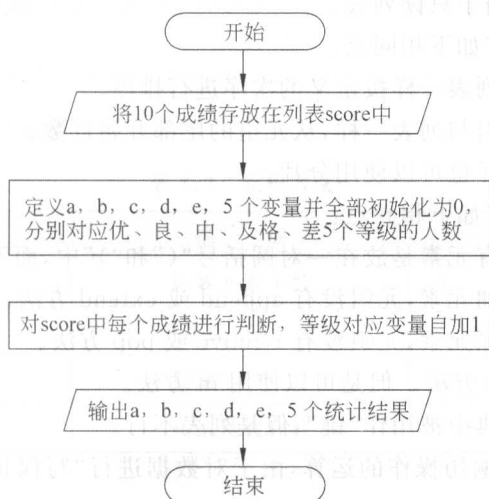 开始
将10个成绩存放在列表score中
定义a，b，c，d，e，5个变量并全部初始化为0，
分别对应优、良、中、及格、差5个等级的人数
对score中每个成绩进行判断，等级对应变量自加1
输出a，b，c，d，e，5个统计结果
结束